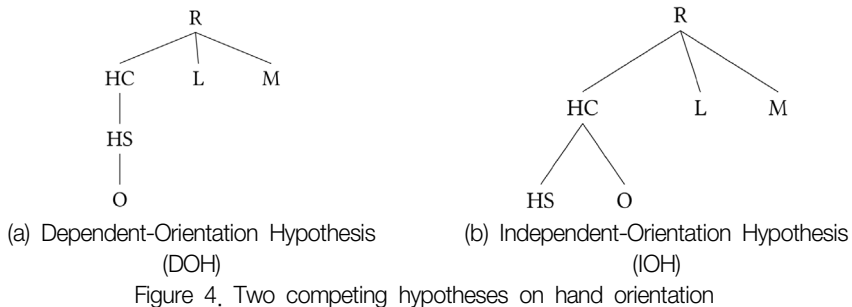 R
HC L M
HS
O
(a) Dependent-Orientation Hypothesis
(DOH)
R
HC L M
HS O
(b) Independent-Orientation Hypothesis
(IOH)
Figure 4. Two competing hypotheses on hand orientation